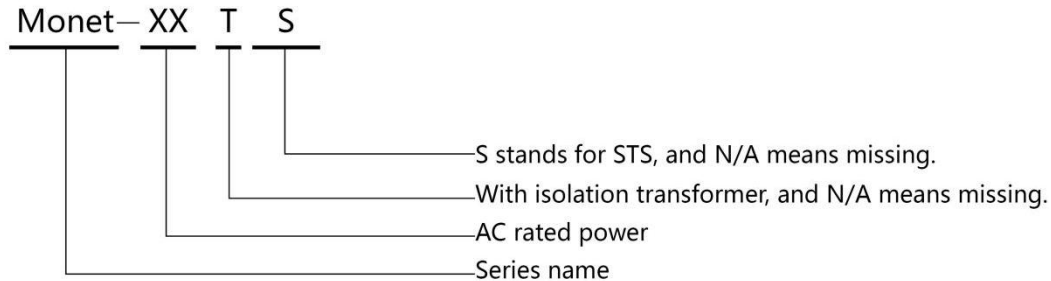 Monet— XX T S
S stands for STS, and N/A means missing.
With isolation transformer, and N/A means missing.
AC rated power
Series name